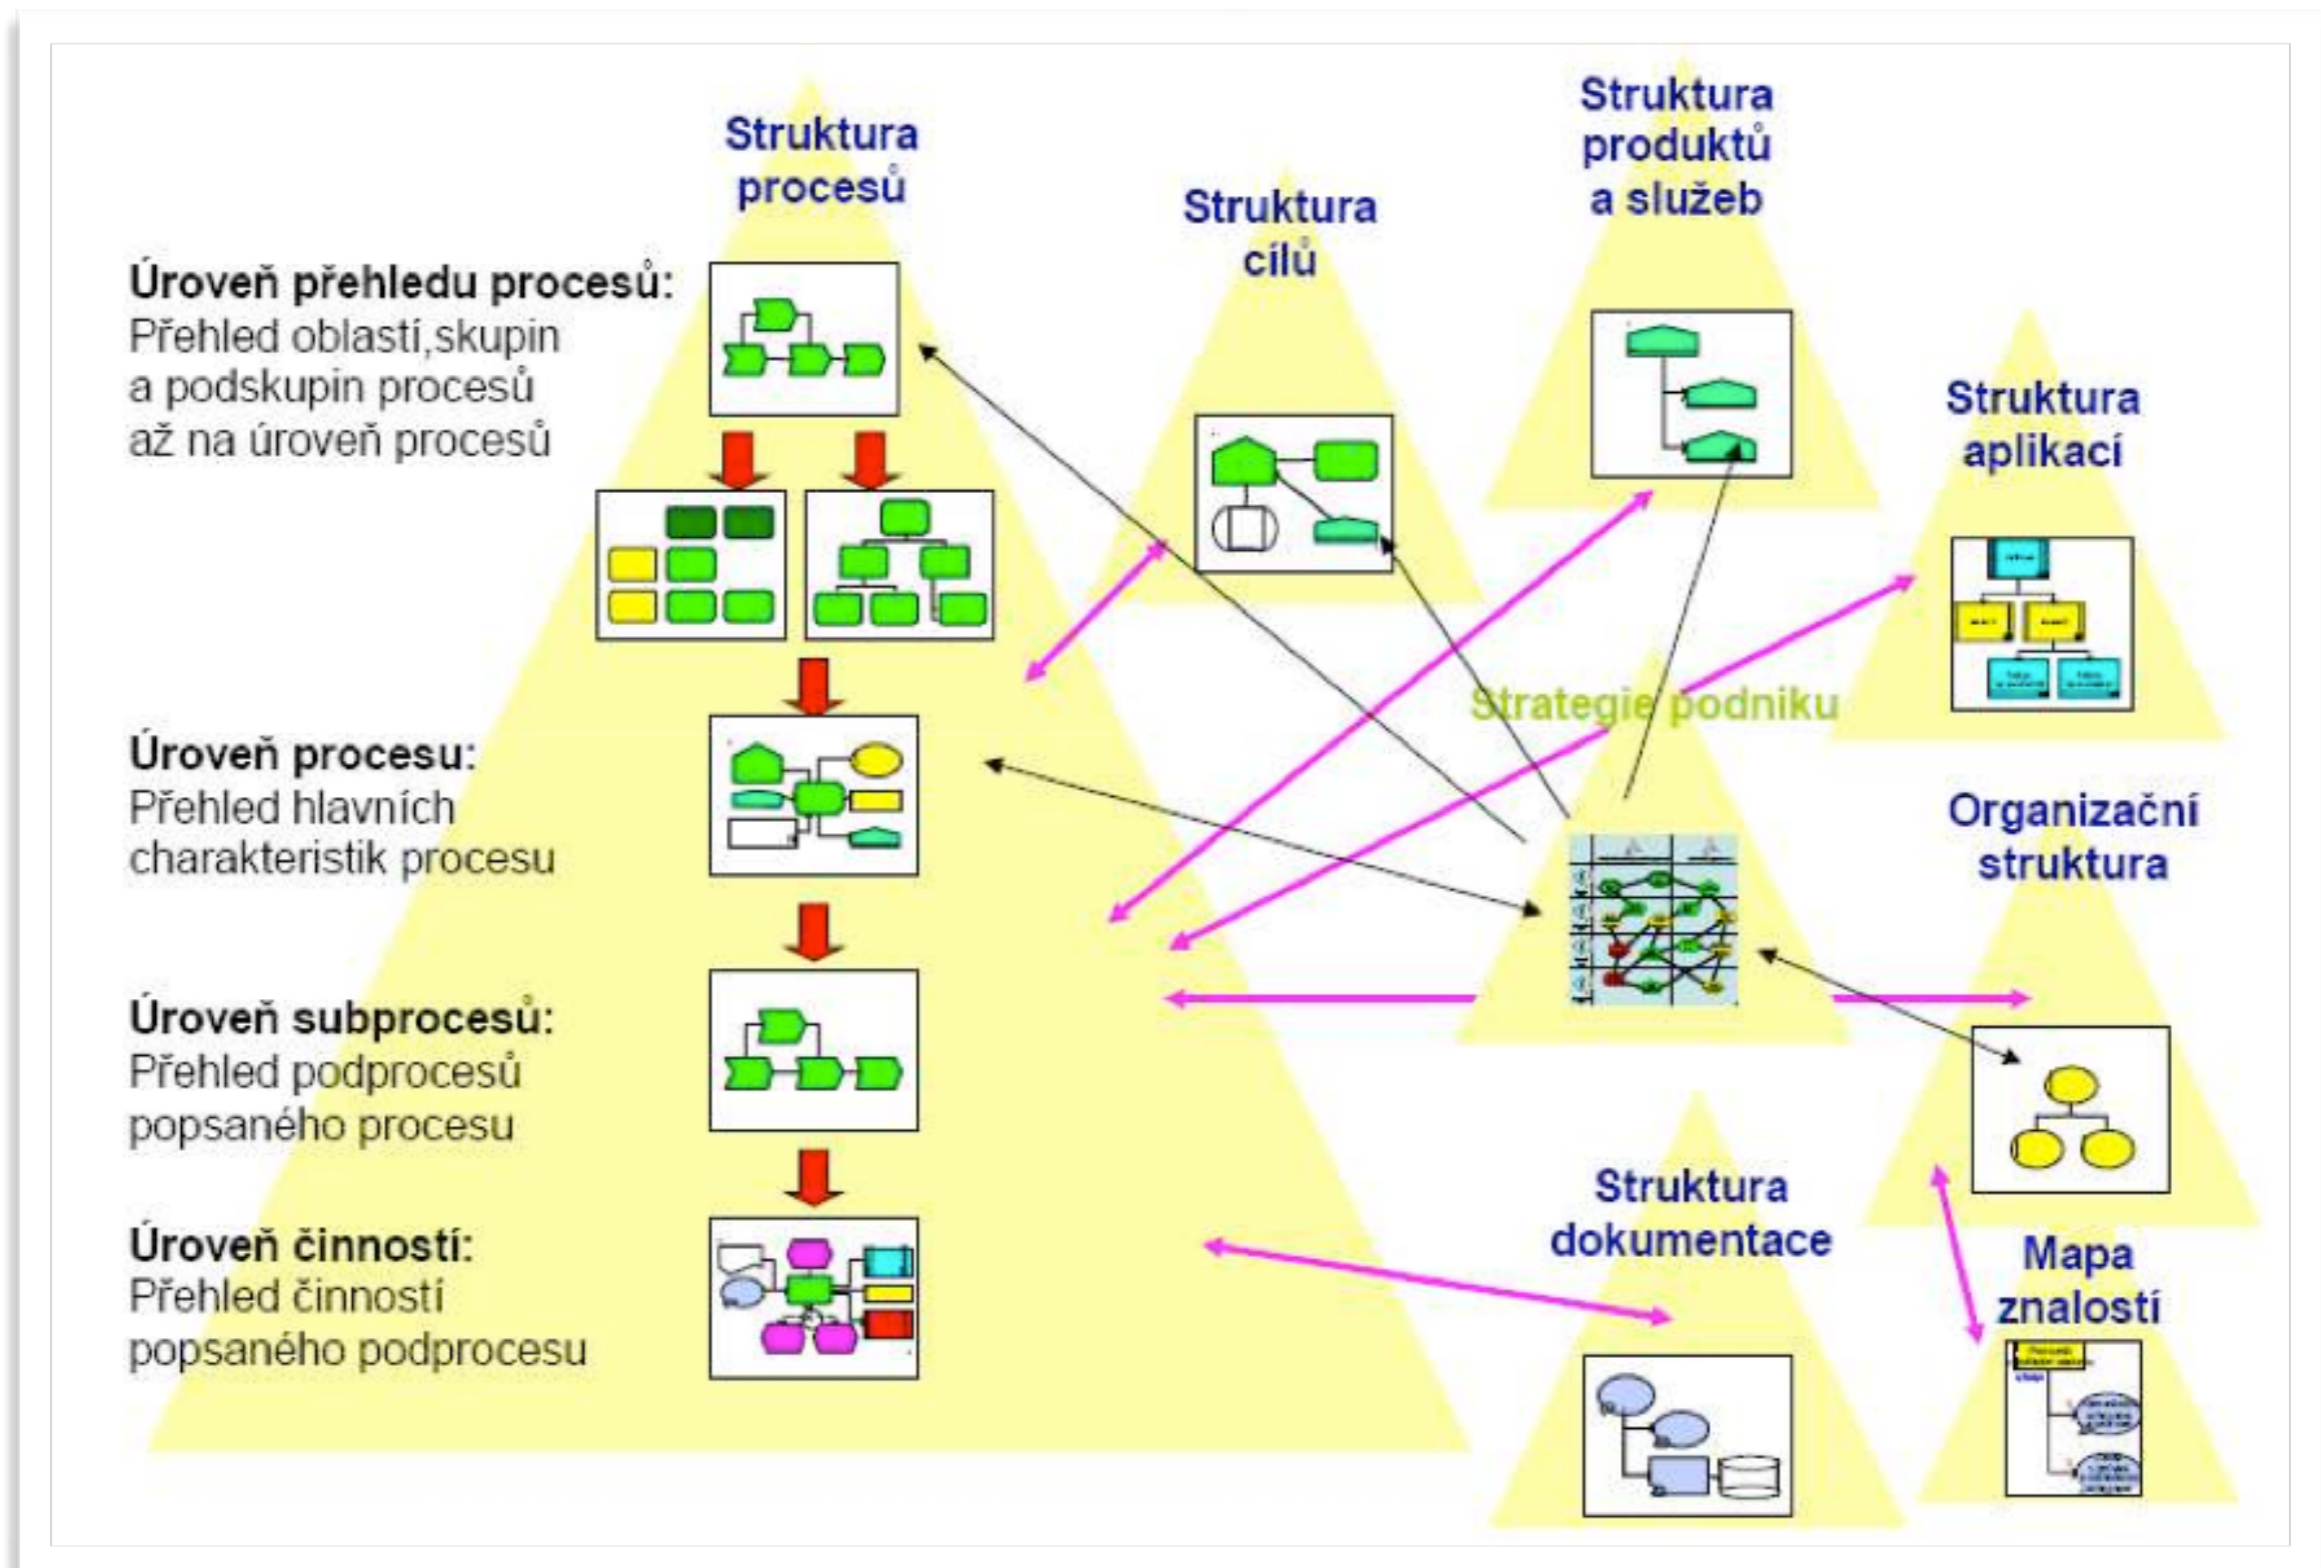 Struktura
procesů
Úroveň přehledu procesů:
Přehled oblastí,skupin
a podskupin procesů
až na úroveň procesů
Úroveň procesu:
Přehled hlavních
charakteristik procesu
Úroveň subprocesů:
Přehled podprocesů
popsaného procesu
Úroveň činností:
Přehled činností
popsaného podprocesu
Struktura
cílů
Struktura
produktů
a služeb
Struktura
aplikací
Strategie podniku
Organizační
struktura
Struktura
dokumentace
Mapa
znalostí